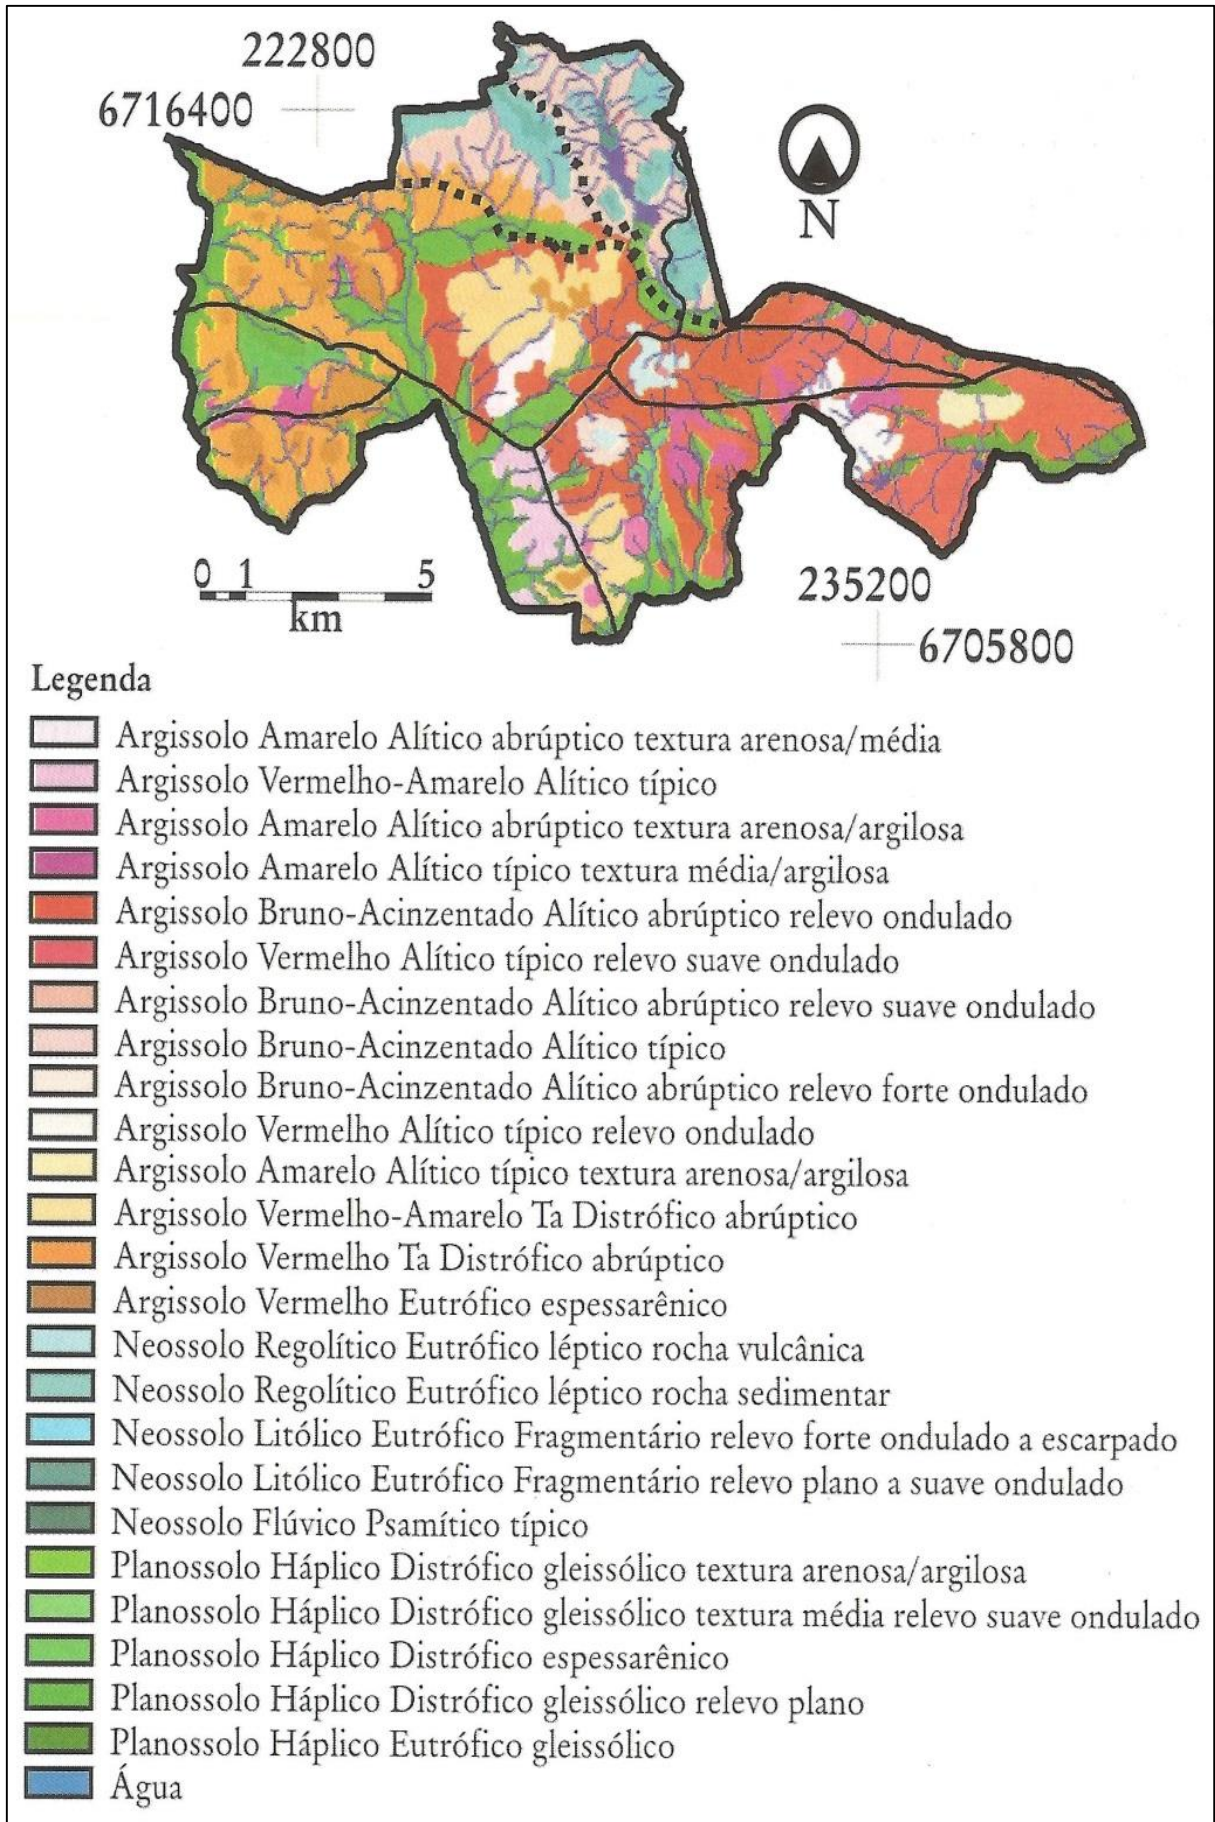 222800
6716400
N
0 1 5
km
235200
6705800
Legenda
Argissolo Amarelo Alítico abrúptico textura arenosa/média
Argissolo Vermelho-Amarelo Alítico típico
Argissolo Amarelo Alítico abrúptico textura arenosa/argilosa
Argissolo Amarelo Alítico típico textura média/argilosa
Argissolo Bruno-Acinzentado Alítico abrúptico relevo ondulado
Argissolo Vermelho Alítico típico relevo suave ondulado
Argissolo Bruno-Acinzentado Alítico abrúptico relevo suave ondulado
Argissolo Bruno-Acinzentado Alítico típico
Argissolo Bruno-Acinzentado Alítico abrúptico relevo forte ondulado
Argissolo Vermelho Alítico típico relevo ondulado
Argissolo Amarelo Alítico típico textura arenosa/argilosa
Argissolo Vermelho-Amarelo Ta Distrófico abrúptico
Argissolo Vermelho Ta Distrófico abrúptico
Argissolo Vermelho Eutrófico espessarênico
Neossolo Regolítico Eutrófico léptico rocha vulcânica
Neossolo Regolítico Eutrófico léptico rocha sedimentar
Neossolo Litólico Eutrófico Fragmentário relevo forte ondulado a escarpado
Neossolo Litólico Eutrófico Fragmentário relevo plano a suave ondulado
Neossolo Flúvico Psamítico típico
Planossolo Háplico Distrófico gleissólico textura arenosa/argilosa
Planossolo Háplico Distrófico gleissólico textura média relevo suave ondulado
Planossolo Háplico Distrófico espessarênico
Planossolo Háplico Distrófico gleissólico relevo plano
Planossolo Háplico Eutrófico gleissólico
Água